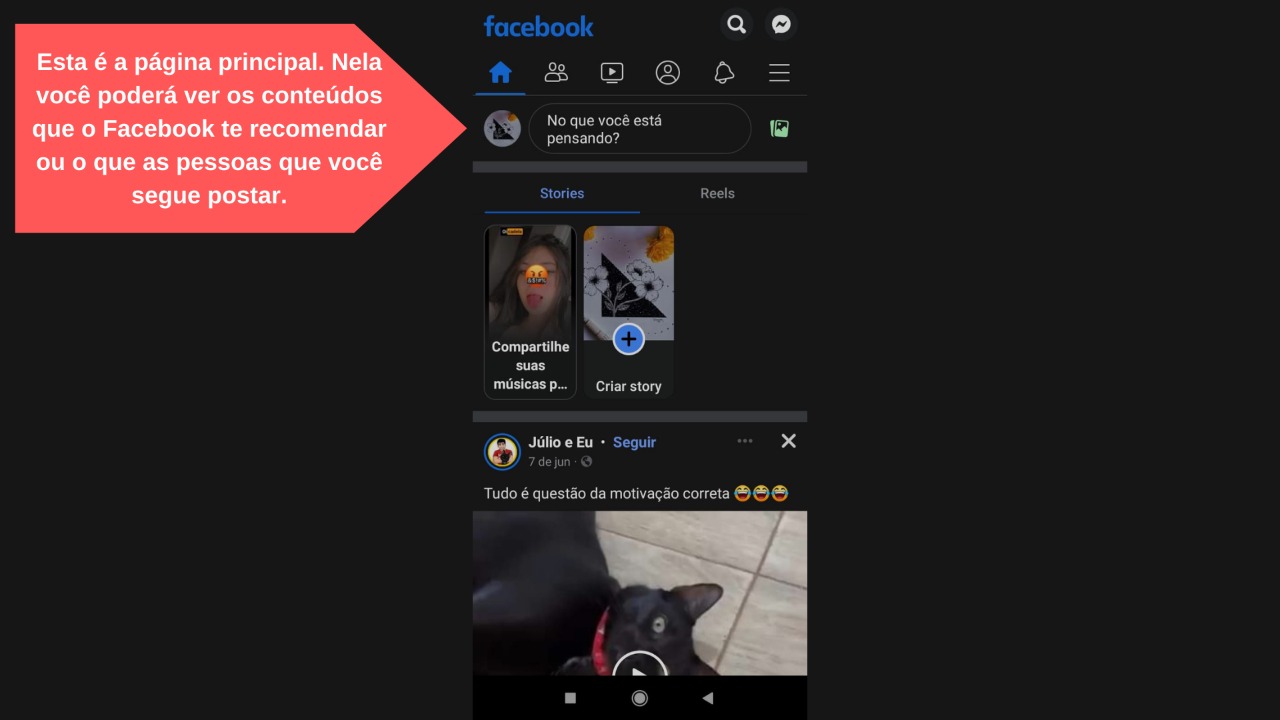 Esta é a página principal. Nela
você poderá ver os conteúdos
que o Facebook te recomendar
ou o que as pessoas que você
segue postar.
facebook
No que você está
pensando?
Stories
Reels
Compartilhe
suas
músicas p...
Criar story
Júlio e Eu • Seguir
7 de jun ·
Tudo é questão da motivação correta 😂😂😂